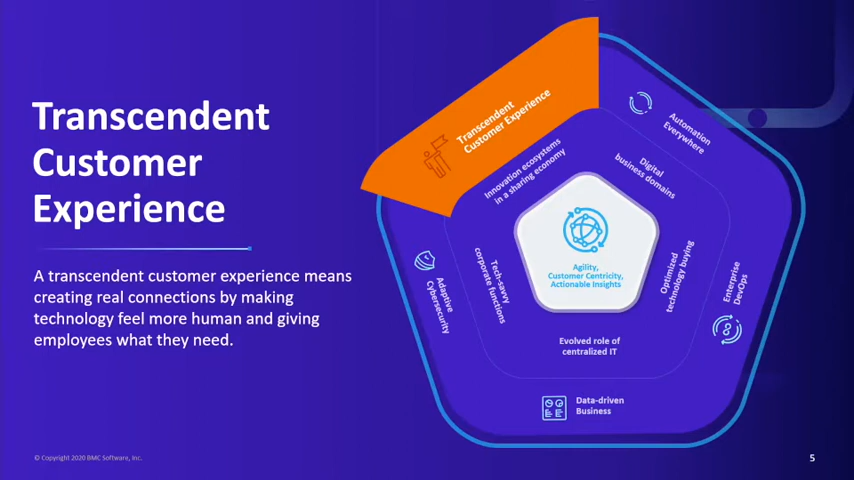 Transcendent
Customer
Experience
A transcendent customer experience means
creating real connections by making
technology feel more human and giving
employees what they need.
Transcendent
Customer Experience
Automation
Everywhere
Innovation ecosystems
in a sharing economy
Digital
business domains
Agility,
Customer Centricity,
Actionable Insights
Tech-savvy
corporate functions
Optimized
technology buying
Adaptive
Cybersecurity
Enterprise
DevOps
Evolved role of
centralized IT
Data-driven
Business
© Copyright 2020 BMC Software, Inc.
5